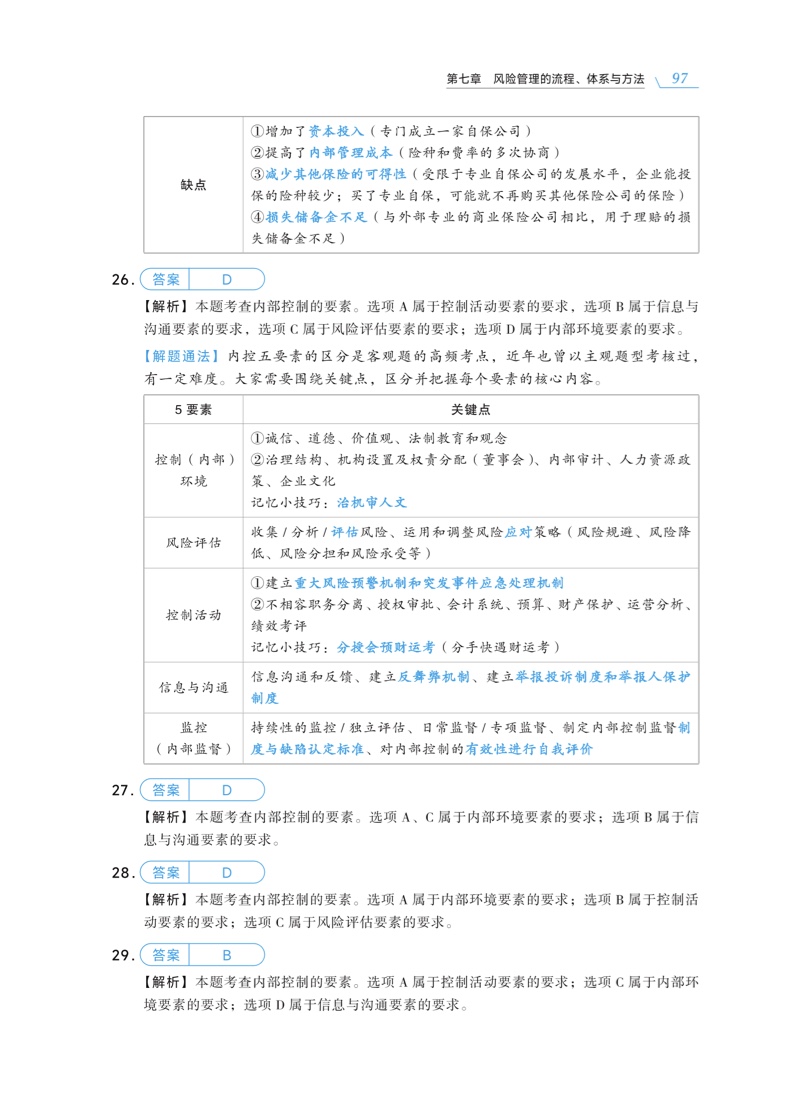 第七章 风险管理的流程、体系与方法 97
缺点
①增加了资本投入（专门成立一家自保公司）
②提高了内部管理成本（险种和费率的多次协商）
③减少其他保险的可得性（受限于专业自保公司的发展水平，企业能投
保的险种较少；买了专业自保，可能就不再购买其他保险公司的保险）
④损失储备金不足（与外部专业的商业保险公司相比，用于理赔的损
失储备金不足）
26. 答案 D
【解析】本题考查内部控制的要素。选项 A 属于控制活动要素的要求，选项 B 属于信息与
沟通要素的要求，选项 C 属于风险评估要素的要求；选项 D 属于内部环境要素的要求。
【解题通法】内控五要素的区分是客观题的高频考点，近年也曾以主观题型考核过，
有一定难度。大家需要围绕关键点，区分并把握每个要素的核心内容。
5 要素 关键点
控制（内部）
环境
①诚信、道德、价值观、法制教育和观念
②治理结构、机构设置及权责分配（董事会）、内部审计、人力资源政
策、企业文化
记忆小技巧：治机审人文
风险评估
收集 / 分析 / 评估风险、运用和调整风险应对策略（风险规避、风险降
低、风险分担和风险承受等）
控制活动
①建立重大风险预警机制和突发事件应急处理机制
②不相容职务分离、授权审批、会计系统、预算、财产保护、运营分析、
绩效考评
记忆小技巧：分授会预财运考（分手快遇财运考）
信息与沟通
信息沟通和反馈、建立反舞弊机制、建立举报投诉制度和举报人保护
制度
监控
（内部监督）
持续性的监控 / 独立评估、日常监督 / 专项监督、制定内部控制监督制
度与缺陷认定标准、对内部控制的有效性进行自我评价
27. 答案 D
【解析】本题考查内部控制的要素。选项 A、C 属于内部环境要素的要求；选项 B 属于信
息与沟通要素的要求。
28. 答案 D
【解析】本题考查内部控制的要素。选项 A 属于内部环境要素的要求；选项 B 属于控制活
动要素的要求；选项 C 属于风险评估要素的要求。
29. 答案 B
【解析】本题考查内部控制的要素。选项 A 属于控制活动要素的要求；选项 C 属于内部环
境要素的要求；选项 D 属于信息与沟通要素的要求。